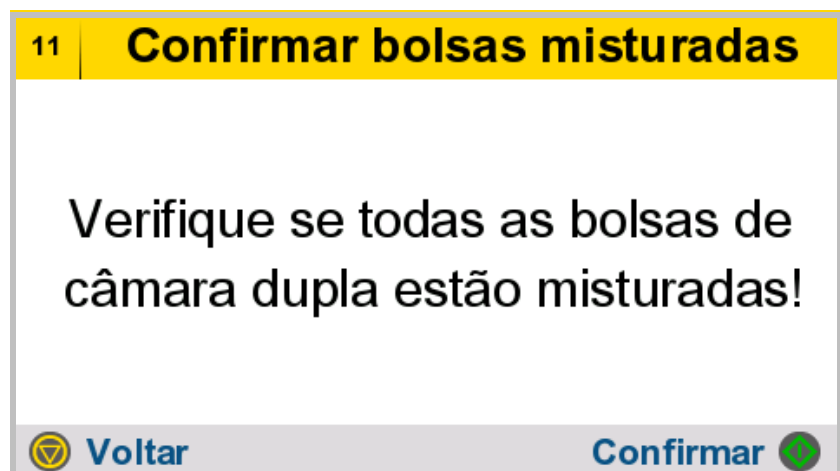 11 Confirmar bolsas misturadas
Verifique se todas as bolsas de
câmara dupla estão misturadas!
Voltar Confirmar